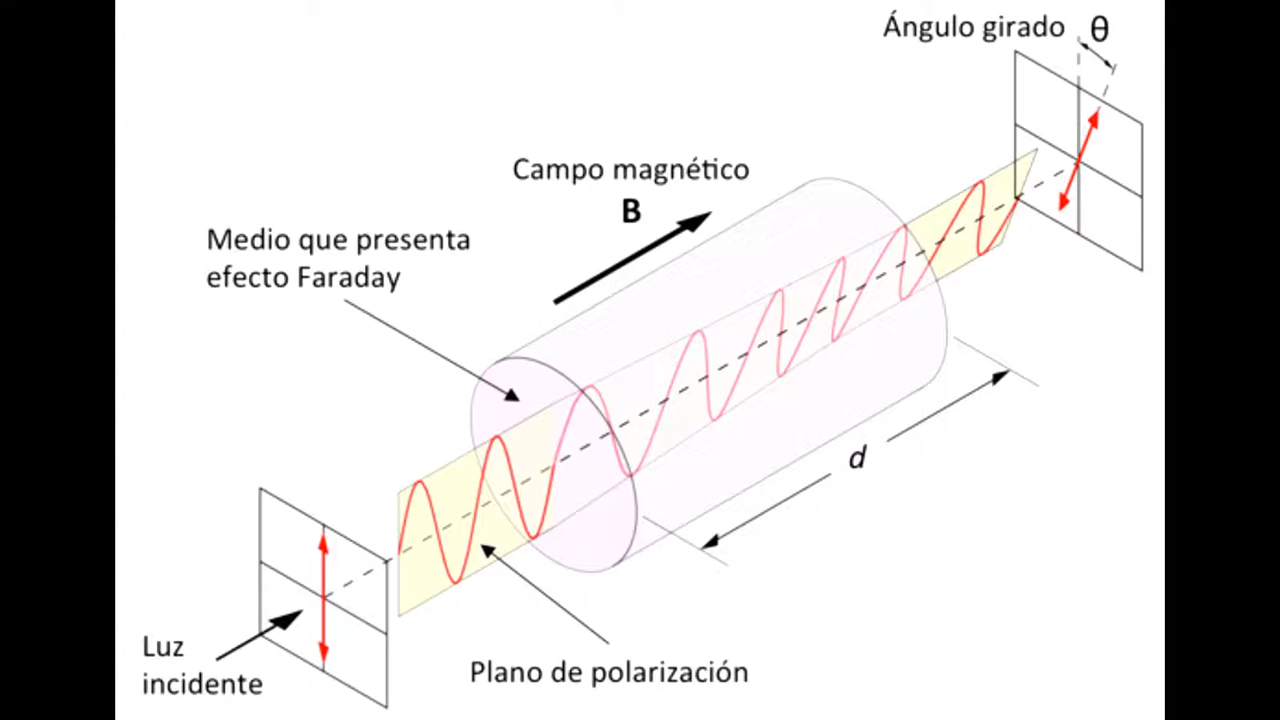 Ángulo girado θ
Campo magnético
B
Medio que presenta
efecto Faraday
d
Luz
incidente
Plano de polarización